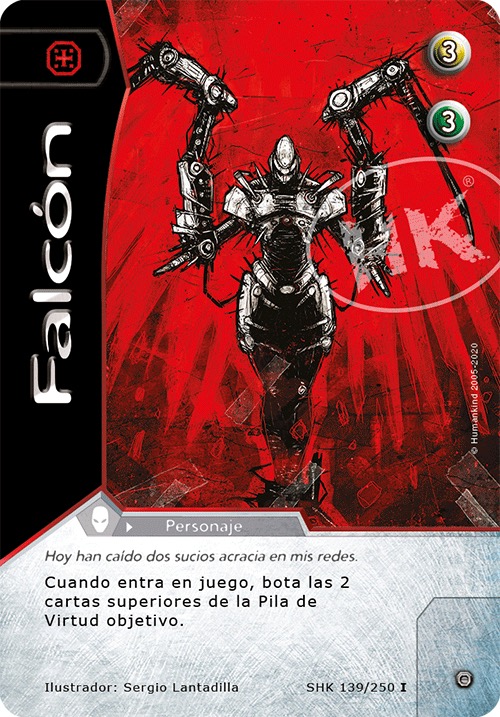 3
3
Falcón
HK®
© Humankind 2005-2020
Personaje
Hoy han caído dos sucios acracia en mis redes.
Cuando entra en juego, bota las 2
cartas superiores de la Pila de
Virtud objetivo.
Ilustrador: Sergio Lantadilla
SHK 139/250 I